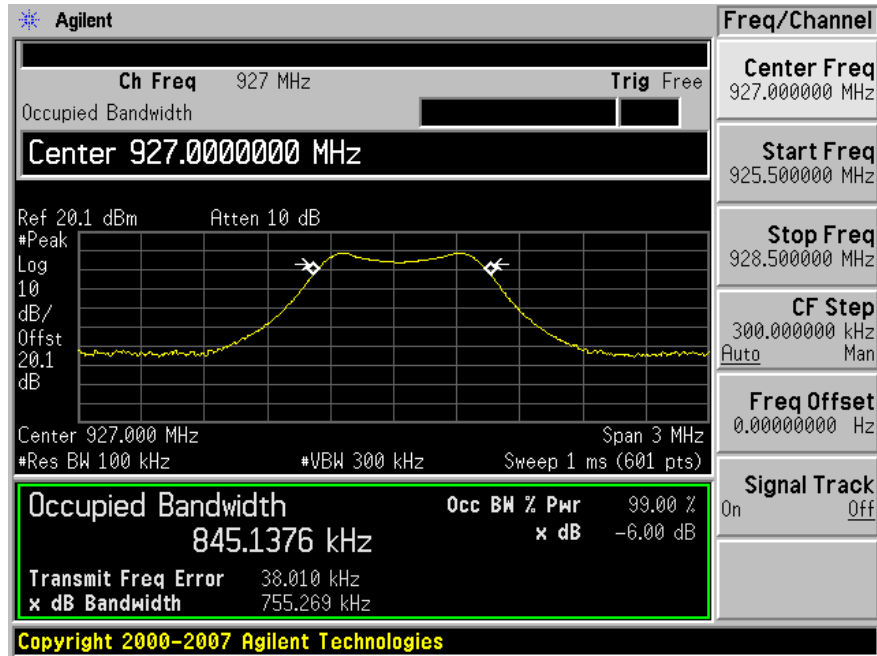 Agilent
Freq/Channel
Ch Freq 927 MHz Trig Free
Occupied Bandwidth
Center 927.0000000 MHz
Ref 20.1 dBm Atten 10 dB
#Peak
Log
10
dB/
Offst
20.1
dB
Center 927.000 MHz Span 3 MHz
#Res BW 100 kHz #VBW 300 kHz Sweep 1 ms (601 pts)
Occupied Bandwidth
845.1376 kHz
Occ BW % Pwr 99.00 %
x dB -6.00 dB
Transmit Freq Error 38.010 kHz
x dB Bandwidth 755.269 kHz
Copyright 2000-2007 Agilent Technologies
Center Freq
927.000000 MHz
Start Freq
925.500000 MHz
Stop Freq
928.500000 MHz
CF Step
300.000000 kHz
Auto Man
Freq Offset
0.00000000 Hz
Signal Track
On Off